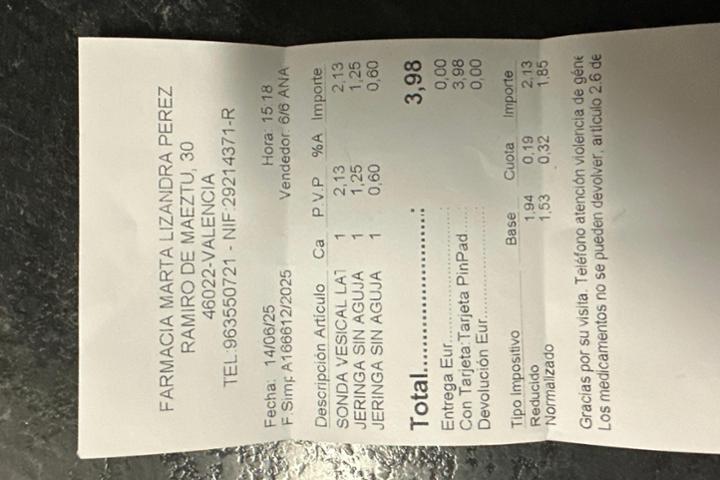 FARMACIA MARTA LIZANDRA PEREZ
RAMIRO DE MAEZTU, 30
46022-VALENCIA
TEL:963550721 - NIF:29214371-R
Fecha: 14/06/25 Hora: 15:18
F.Simp A166612/2025 Vendedor: 6/6 ANA
Descripción Artículo Ca P.V.P %A Importe
SONDA VESICAL LAT 1 2,13 2,13
JERINGA SIN AGUJA 1 1,25 1,25
JERINGA SIN AGUJA 1 0,60 0,60
Total........................: 3,98
Entrega Eur........................ 0,00
Con Tarjeta:Tarjeta PinPad...... 3,98
Devolución Eur.................... 0,00
Tipo Impositivo Base Cuota Importe
Reducido 1,94 0,19 2,13
Normalizado 1,53 0,32 1,85
Gracias por su visita. Teléfono atención violencia de géne
Los medicamentos no se pueden devolver, artículo 2.6 de